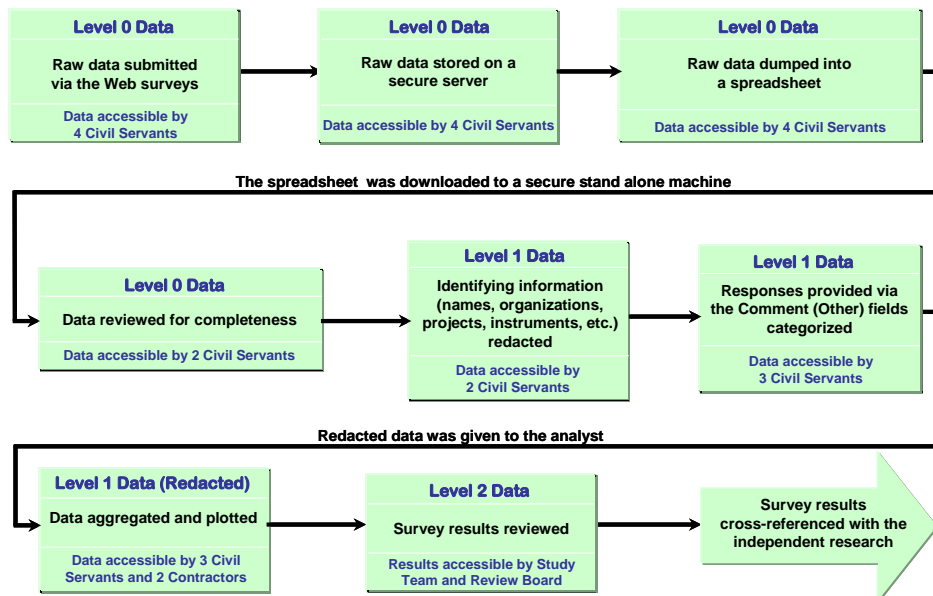 Level 0 Data
Raw data submitted
via the Web surveys
Data accessible by
4 Civil Servants
Level 0 Data
Raw data stored on a
secure server
Data accessible by 4 Civil Servants
Level 0 Data
Raw data dumped into
a spreadsheet
Data accessible by 4 Civil Servants
The spreadsheet was downloaded to a secure stand alone machine
Level 0 Data
Data reviewed for completeness
Data accessible by 2 Civil Servants
Level 1 Data
Identifying information
(names, organizations,
projects, instruments, etc.)
redacted
Data accessible by
2 Civil Servants
Level 1 Data
Responses provided via
the Comment (Other) fields
categorized
Data accessible by
3 Civil Servants
Redacted data was given to the analyst
Level 1 Data (Redacted)
Data aggregated and plotted
Data accessible by 3 Civil
Servants and 2 Contractors
Level 2 Data
Survey results reviewed
Results accessible by Study
Team and Review Board
Survey results
cross-referenced with the
independent research